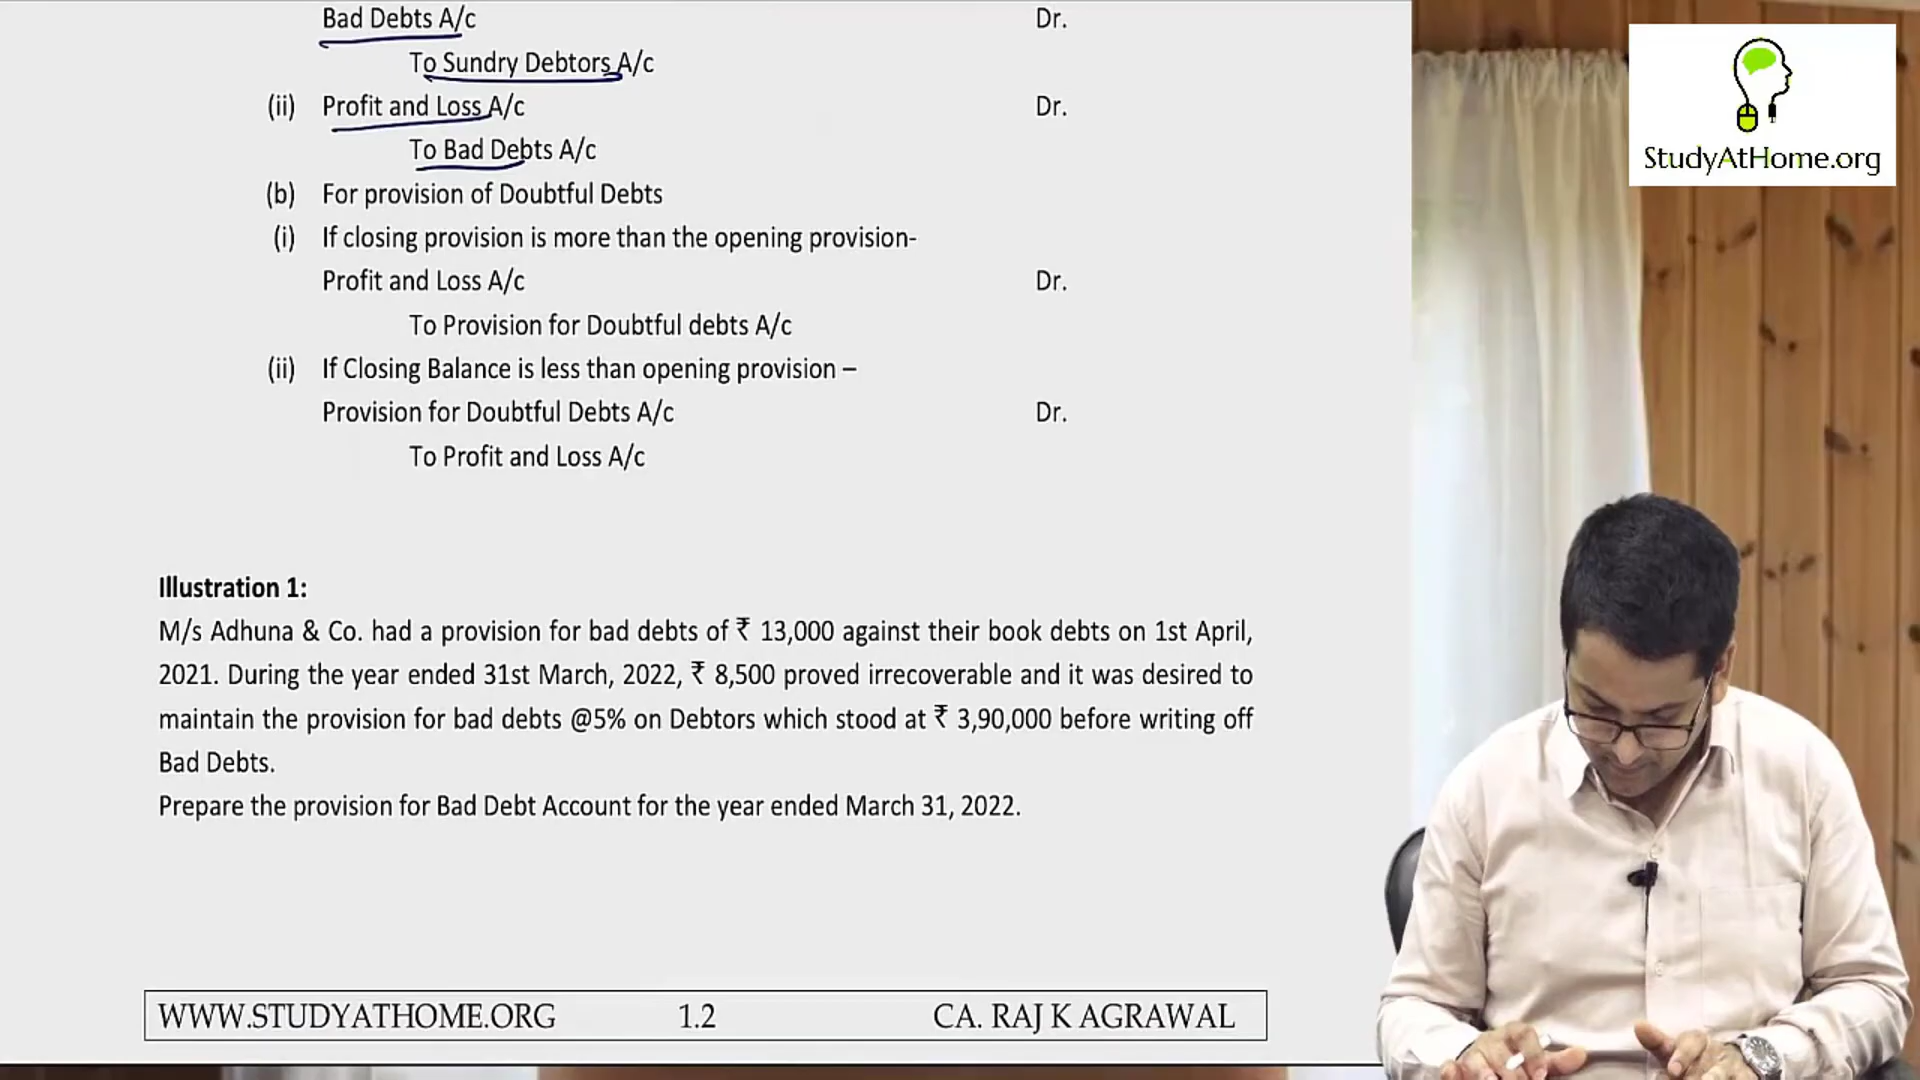 Bad Debts A/c Dr.
To Sundry Debtors A/c
(ii) Profit and Loss A/c Dr.
To Bad Debts A/c
(b) For provision of Doubtful Debts
(i) If closing provision is more than the opening provision-
Profit and Loss A/c Dr.
To Provision for Doubtful debts A/c
(ii) If Closing Balance is less than opening provision –
Provision for Doubtful Debts A/c Dr.
To Profit and Loss A/c
Illustration 1:
M/s Adhuna & Co. had a provision for bad debts of ₹ 13,000 against their book debts on 1st April,
2021. During the year ended 31st March, 2022, ₹ 8,500 proved irrecoverable and it was desired to
maintain the provision for bad debts @5% on Debtors which stood at ₹ 3,90,000 before writing off
Bad Debts.
Prepare the provision for Bad Debt Account for the year ended March 31, 2022.
WWW.STUDYATHOME.ORG 1.2 CA. RAJ K AGRAWAL
StudyAtHome.org